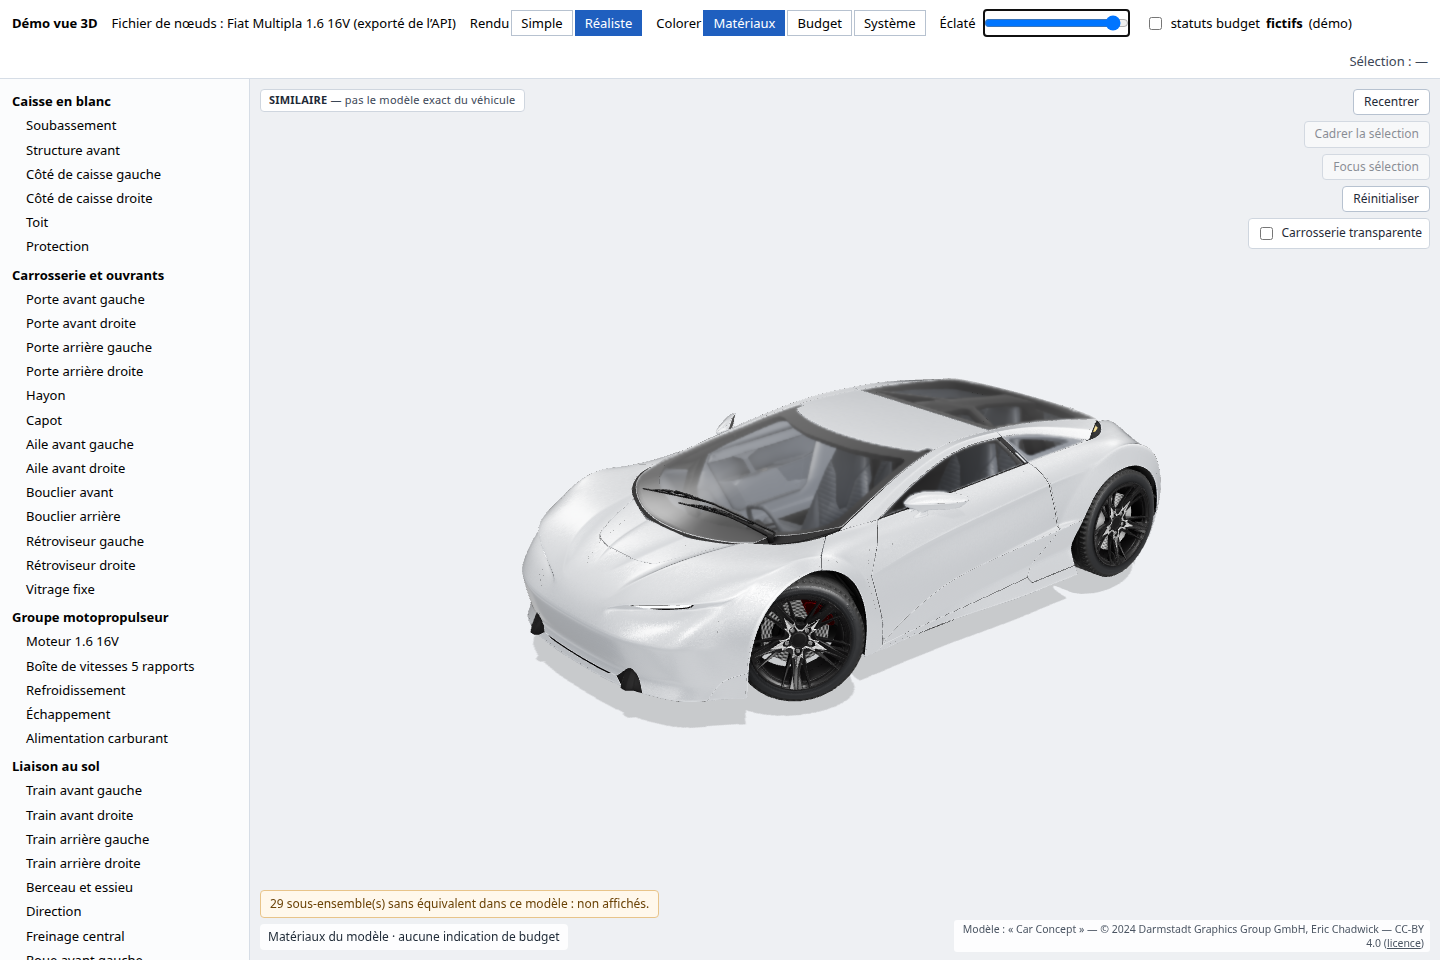 Démo vue 3D Fichier de nœuds : Fiat Multipla 1.6 16V (exporté de l’API) Rendu Simple Réaliste Colorer Matériaux Budget Système Éclaté statuts budget fictifs (démo)
Sélection : —
Caisse en blanc
Soubassement
Structure avant
Côté de caisse gauche
Côté de caisse droite
Toit
Protection
Carrosserie et ouvrants
Porte avant gauche
Porte avant droite
Porte arrière gauche
Porte arrière droite
Hayon
Capot
Aile avant gauche
Aile avant droite
Bouclier avant
Bouclier arrière
Rétroviseur gauche
Rétroviseur droite
Vitrage fixe
Groupe motopropulseur
Moteur 1.6 16V
Boîte de vitesses 5 rapports
Refroidissement
Échappement
Alimentation carburant
Liaison au sol
Train avant gauche
Train avant droite
Train arrière gauche
Train arrière droite
Berceau et essieu
Direction
Freinage central
Roue avant gauche
SIMILAIRE — pas le modèle exact du véhicule
Recentrer
Cadrer la sélection
Focus sélection
Réinitialiser
Carrosserie transparente
29 sous-ensemble(s) sans équivalent dans ce modèle : non affichés.
Matériaux du modèle · aucune indication de budget
Modèle : « Car Concept » — © 2024 Darmstadt Graphics Group GmbH, Eric Chadwick — CC-BY
4.0 (licence)